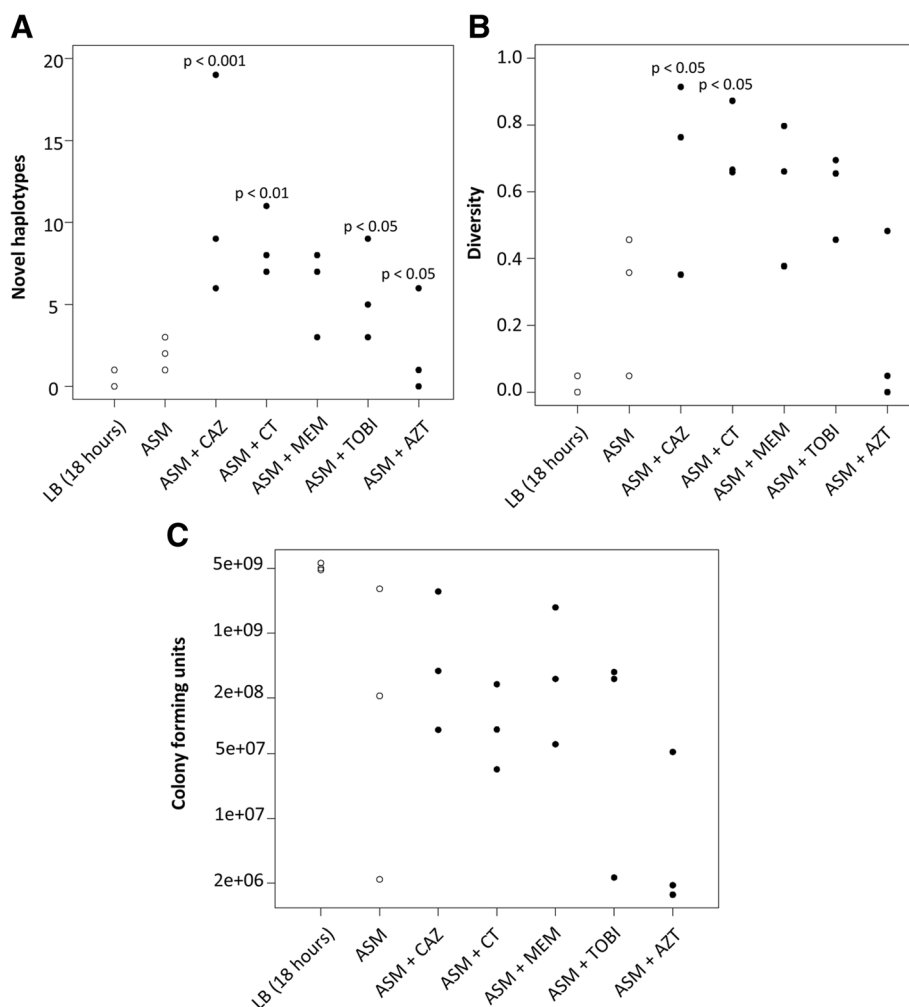 A
B
Novel haplotypes
20
15
10
5
0
p < 0.001
p < 0.01
p < 0.05
p < 0.05
LB (18 hours)
ASM
ASM + CAZ
ASM + CT
ASM + MEM
ASM + TOBI
ASM + AZT
Diversity
1.0
0.8
0.6
0.4
0.2
0.0
p < 0.05
p < 0.05
LB (18 hours)
ASM
ASM + CAZ
ASM + CT
ASM + MEM
ASM + TOBI
ASM + AZT
C
Colony forming units
5e+09
1e+09
2e+08
5e+07
1e+07
2e+06
LB (18 hours)
ASM
ASM + CAZ
ASM + CT
ASM + MEM
ASM + TOBI
ASM + AZT